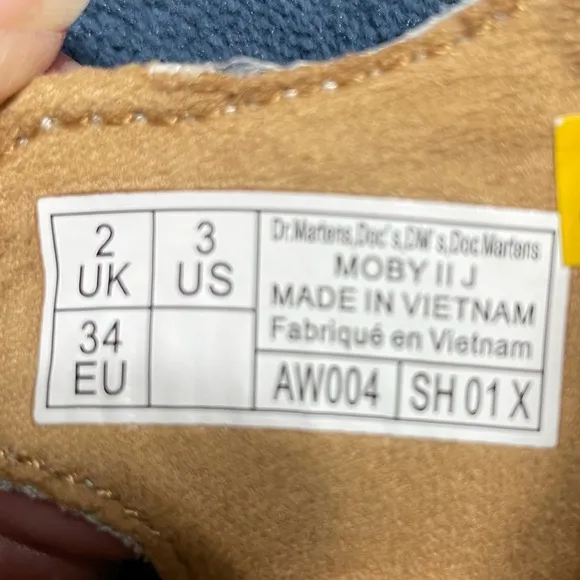 2
UK
3
US
34
EU
Dr.Martens,Doc's,DM's,Doc Martens
MOBY II J
MADE IN VIETNAM
Fabriqué en Vietnam
AW004
SH 01 X